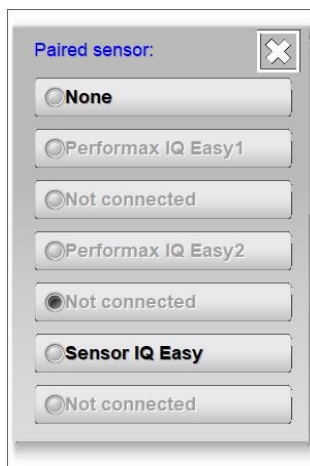 Paired sensor:
None
Performax IQ Easy1
Not connected
Performax IQ Easy2
Not connected
Sensor IQ Easy
Not connected